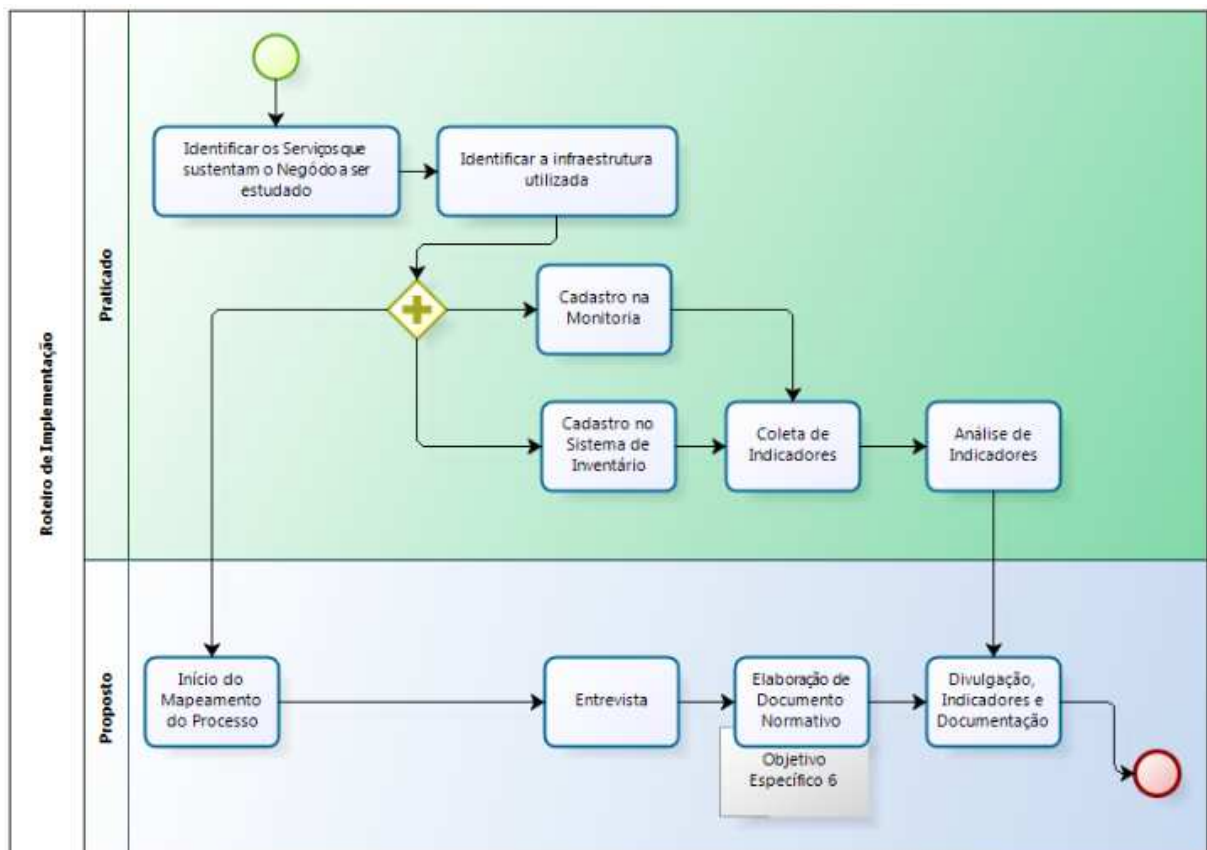 Roteiro de Implementação
Praticado
Identificar os Serviços que
sustentam o Negócio a ser
estudado
Identificar a infraestrutura
utilizada
Cadastro na
Monitoria
Cadastro no
Sistema de
Inventário
Coleta de
Indicadores
Análise de
Indicadores
Proposto
Início do
Mapeamento
do Processo
Entrevista
Elaboração de
Documento
Normativo
Objetivo
Específico 6
Divulgação,
Indicadores e
Documentação